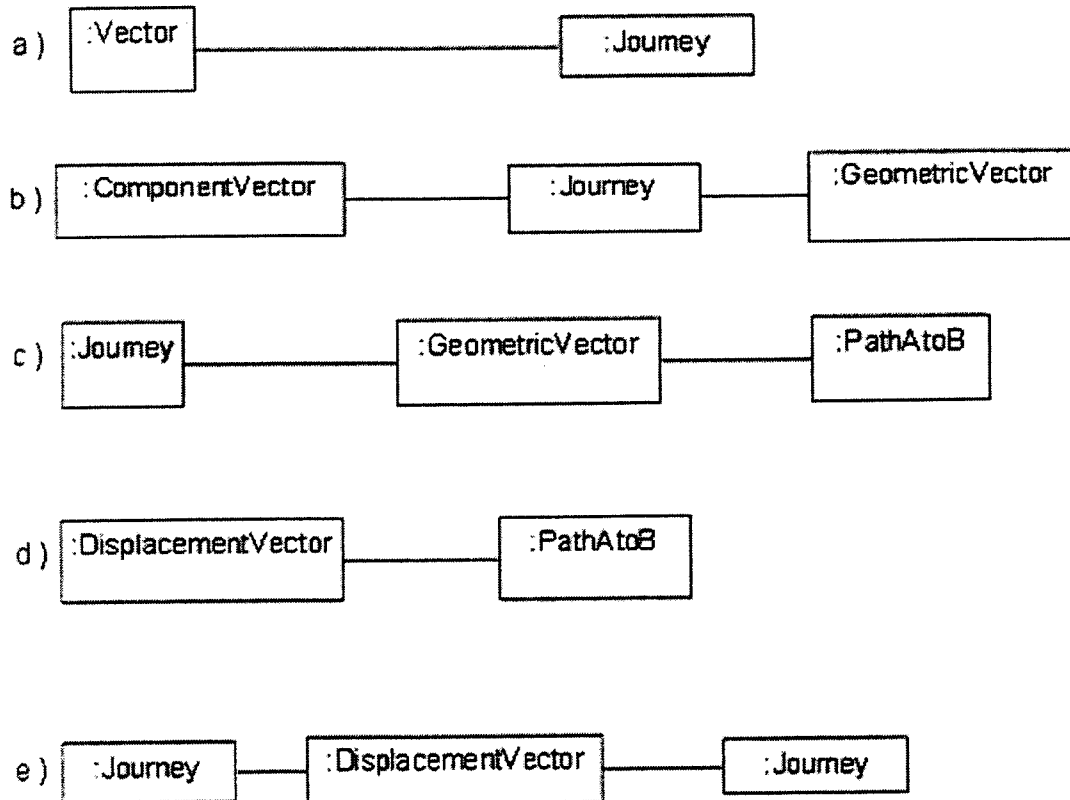 a ) :Vector :Journey
b ) :ComponentVector :Journey :GeometricVector
c ) :Journey :GeometricVector :PathAtoB
d ) :DisplacementVector :PathAtoB
e ) :Journey :DisplacementVector :Journey